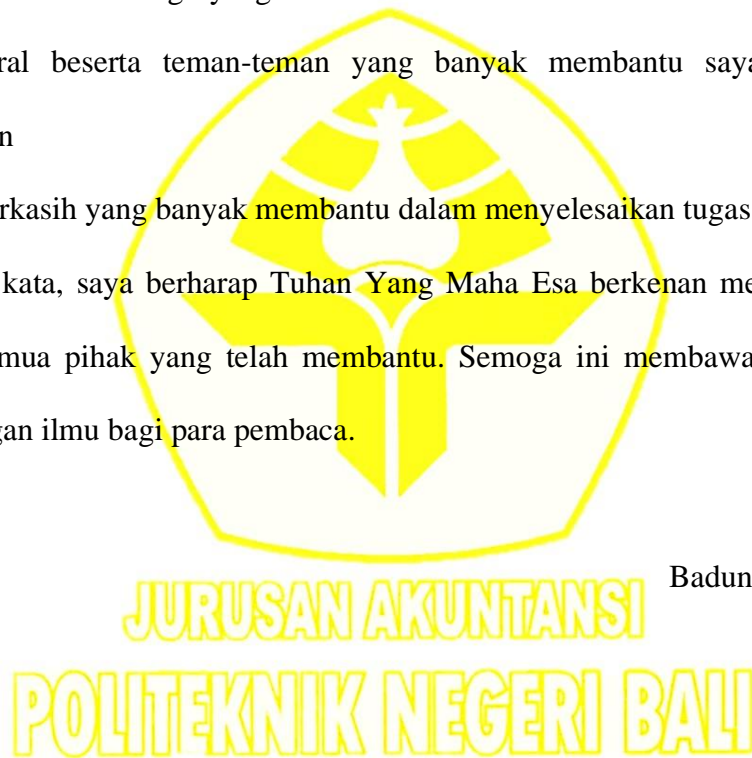 ral beserta teman-teman yang banyak membantu saya
n
rkasih yang banyak membantu dalam menyelesaikan tugas
kata, saya berharap Tuhan Yang Maha Esa berkenan me
mua pihak yang telah membantu. Semoga ini membawa
gan ilmu bagi para pembaca.
Badun
JURUSAN AKUNTANSI
POLITEKNIK NEGERI BALI